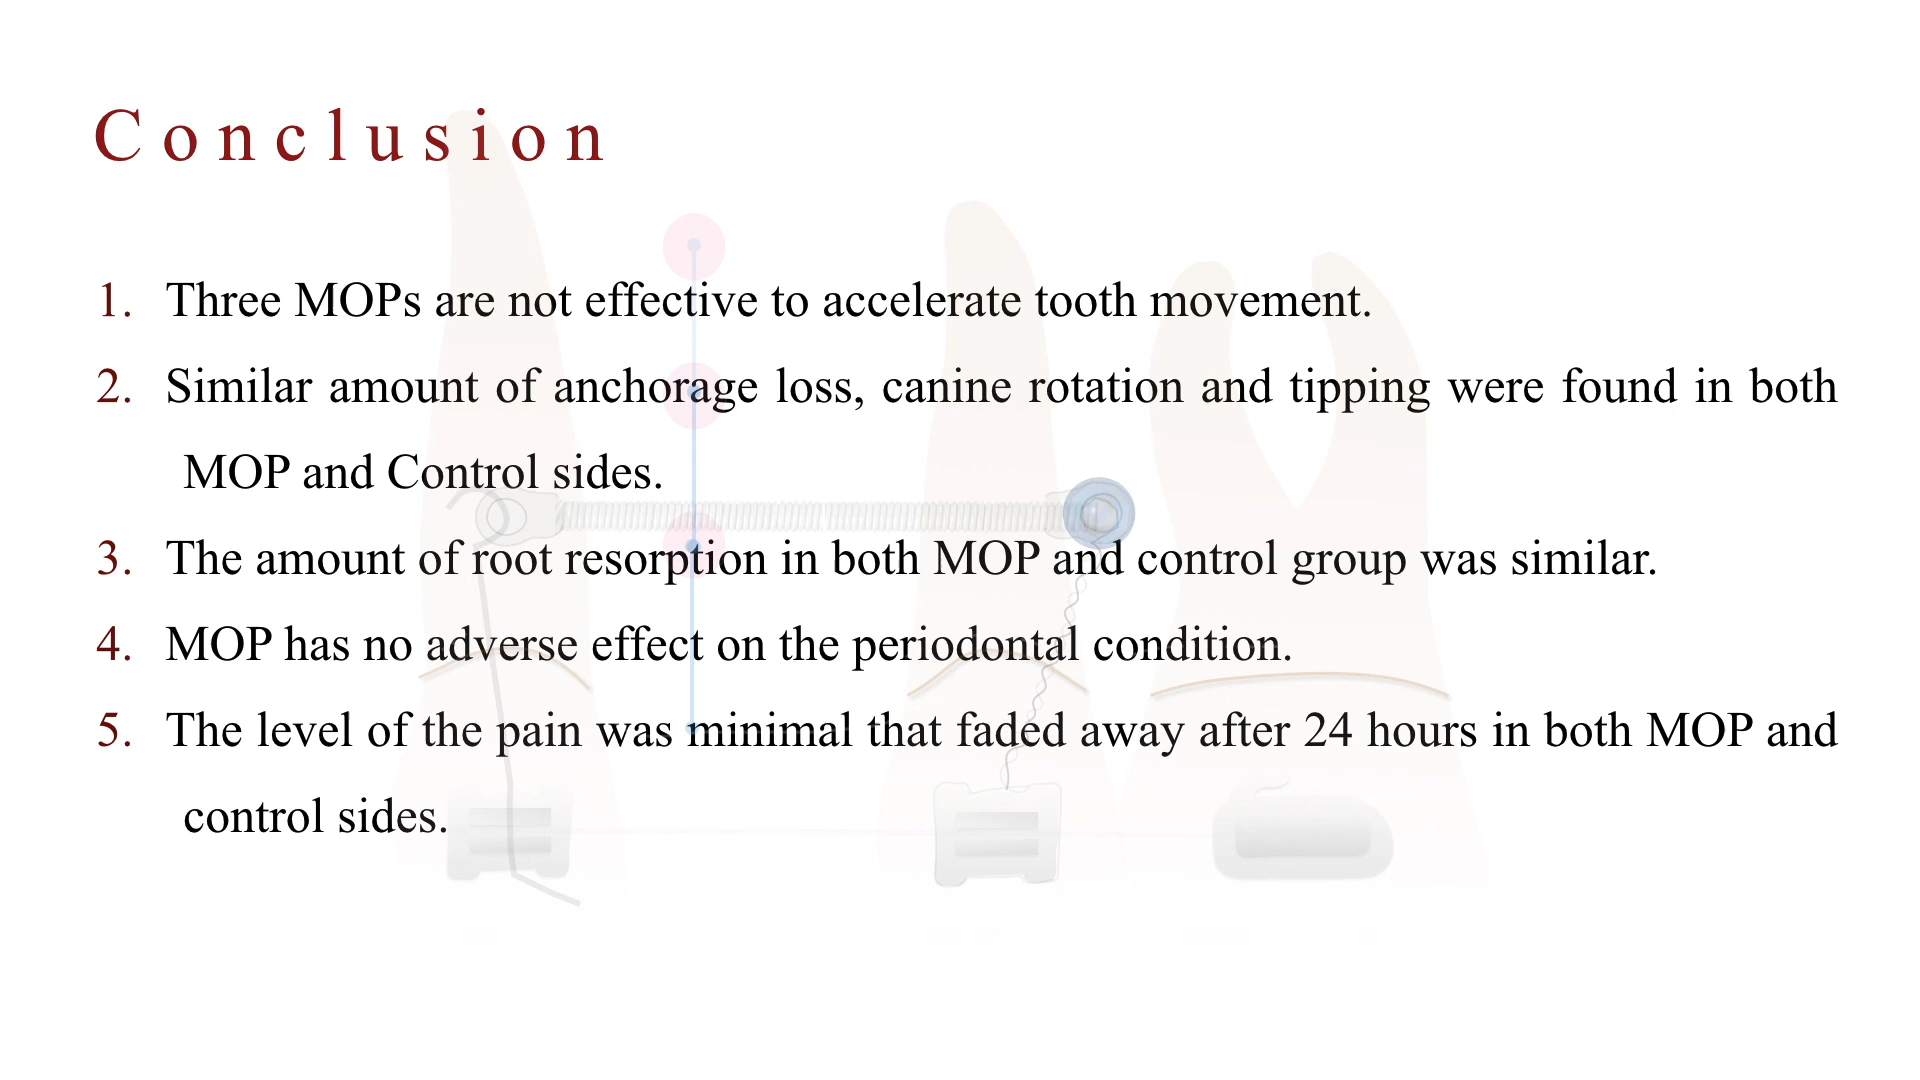 Conclusion
1. Three MOPs are not effective to accelerate tooth movement.
2. Similar amount of anchorage loss, canine rotation and tipping were found in both
MOP and Control sides.
3. The amount of root resorption in both MOP and control group was similar.
4. MOP has no adverse effect on the periodontal condition.
5. The level of the pain was minimal that faded away after 24 hours in both MOP and
control sides.